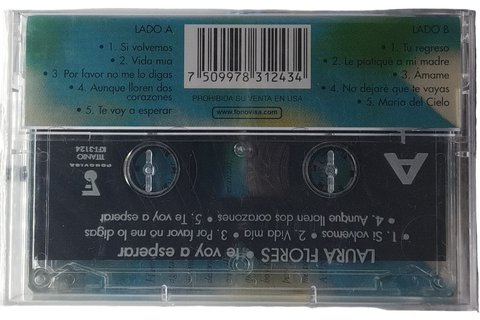 LADO A
• 1. Si volvemos
• 2. Vida mía
• 3. Por favor no me lo digas
• 4. Aunque lloren dos
corazones
• 5. Te voy a esperar
7 509978 312434
PROHIBIDA SU VENTA EN USA
www.fonovisa.com
LADO B
• 1. Tu regreso
• 2. Le platiqué a mi madre
• 3. Ámame
• 4. No dejaré que te vayas
• 5. María del Cielo
A
FONOVISA
TITANIO
KFT-3124
LAURA FLORES • te voy a esperar
• 1. Si volvemos • 2. Vida mía • 3. Por favor no me lo digas
• 4. Aunque lloren dos corazones • 5. Te voy a esperar